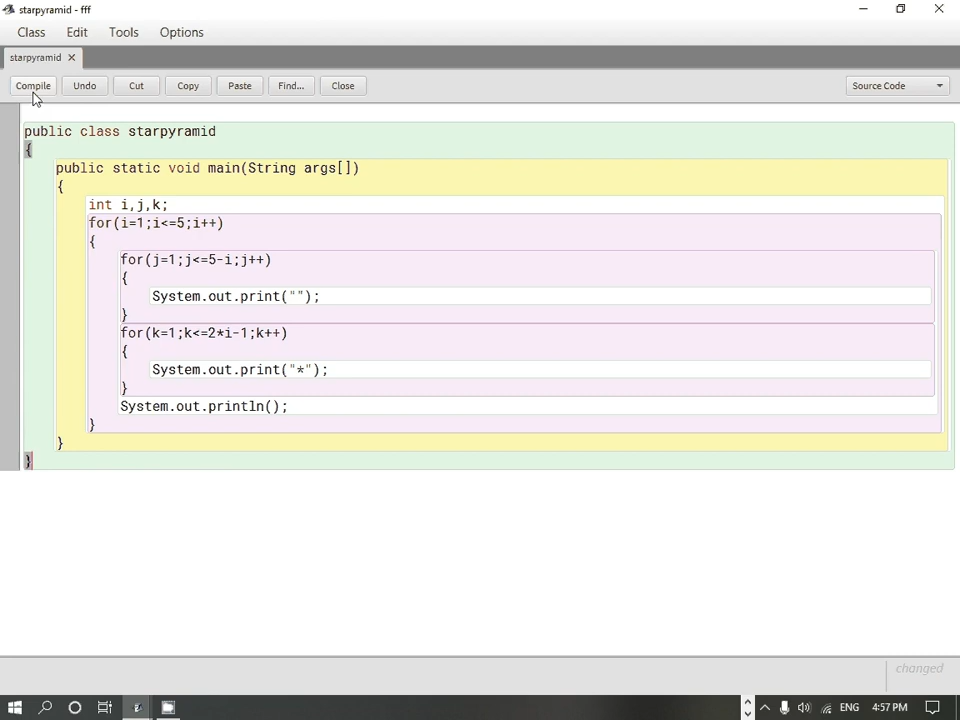 starpyramid - fff
Class Edit Tools Options
starpyramid
Compile Undo Cut Copy Paste Find... Close Source Code
public class starpyramid
{
public static void main(String args[])
{
int i,j,k;
for(i=1;i<=5;i++)
{
for(j=1;j<=5-i;j++)
{
System.out.print("");
}
for(k=1;k<=2*i-1;k++)
{
System.out.print("*");
}
System.out.println();
}
}
}
changed
ENG 4:57 PM